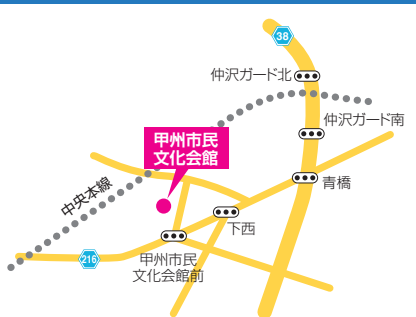 38
仲沢ガード北
仲沢ガード南
甲州市民
文化会館
中央本線
青橋
下西
216
甲州市民
文化会館前